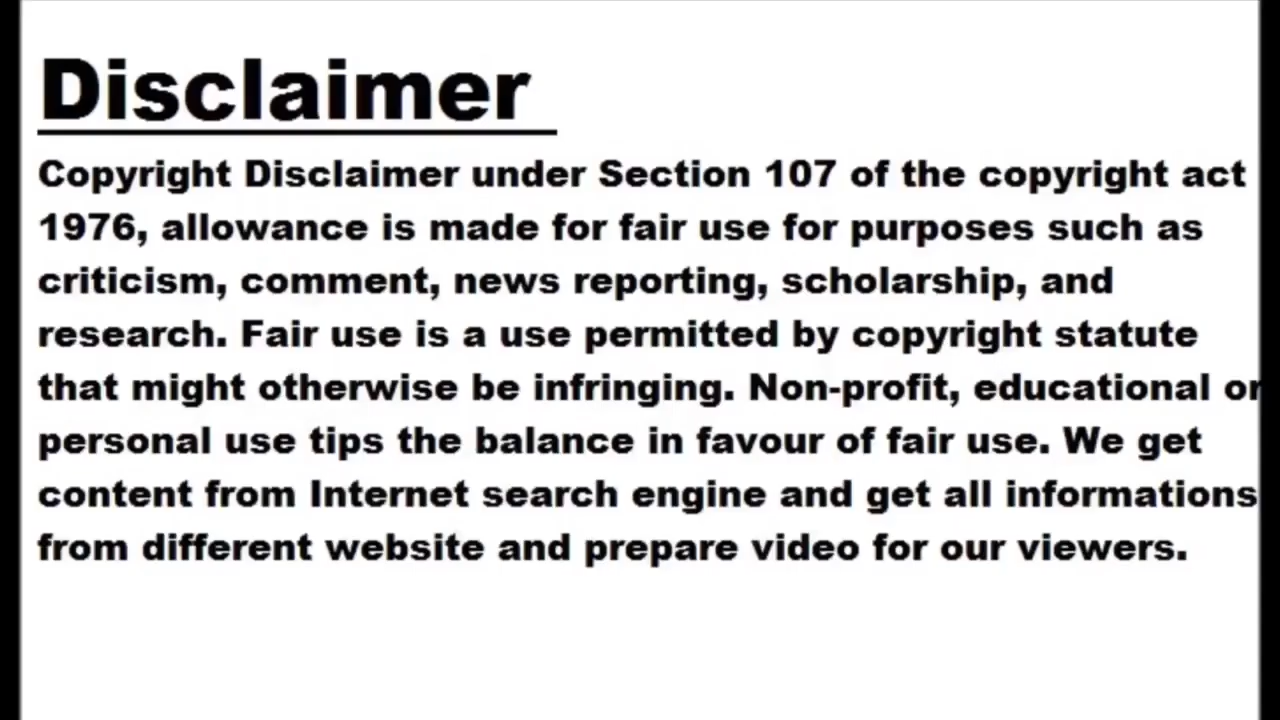 Disclaimer
Copyright Disclaimer under Section 107 of the copyright act
1976, allowance is made for fair use for purposes such as
criticism, comment, news reporting, scholarship, and
research. Fair use is a use permitted by copyright statute
that might otherwise be infringing. Non-profit, educational or
personal use tips the balance in favour of fair use. We get
content from Internet search engine and get all informations
from different website and prepare video for our viewers.